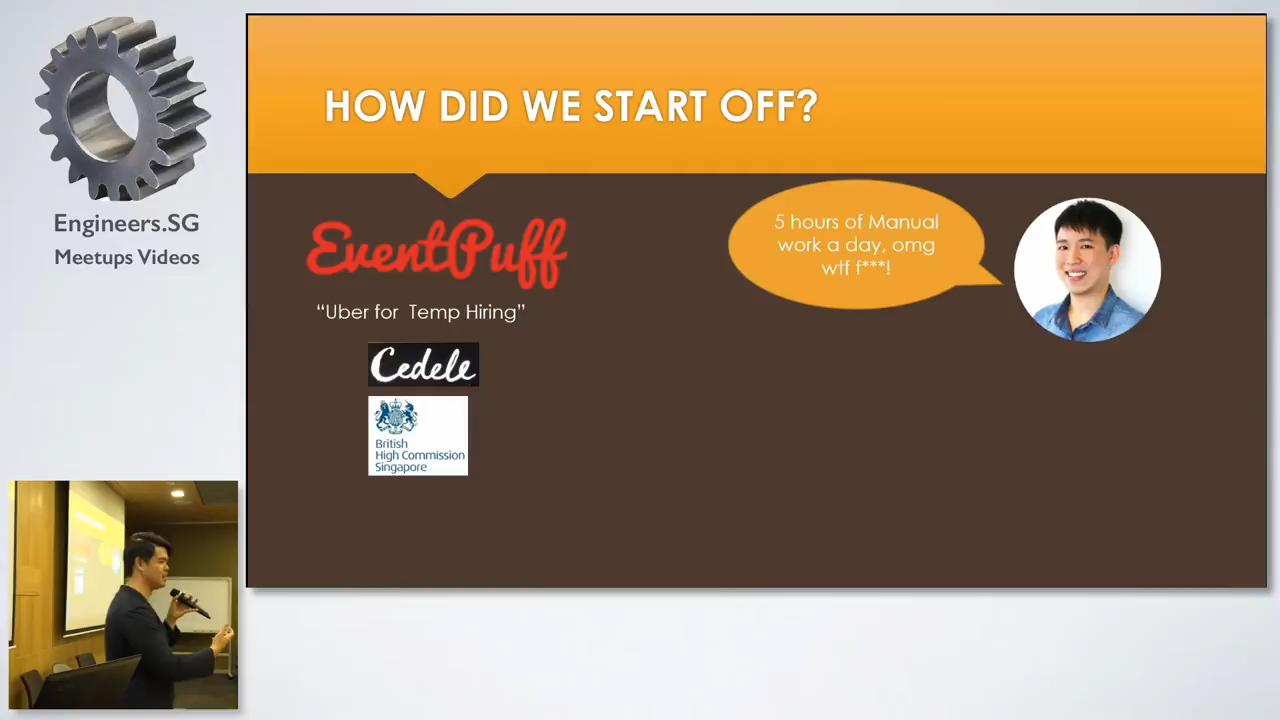 Engineers.SG
Meetups Videos
HOW DID WE START OFF?
EventPuff
“Uber for Temp Hiring”
Cedele
British
High Commission
Singapore
5 hours of Manual
work a day, omg
wtf f***!